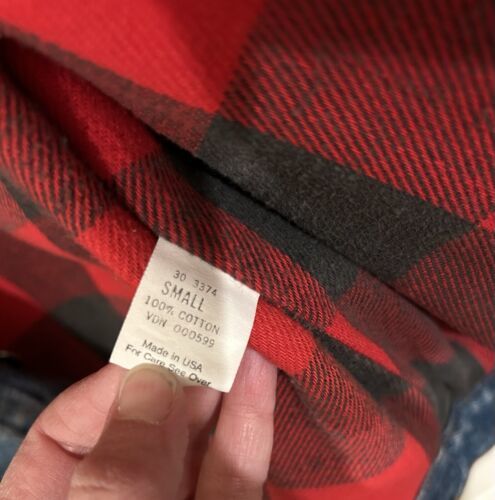 30 3374
SMALL
100% COTTON
VDN 000599
Made in USA
For Care See Over